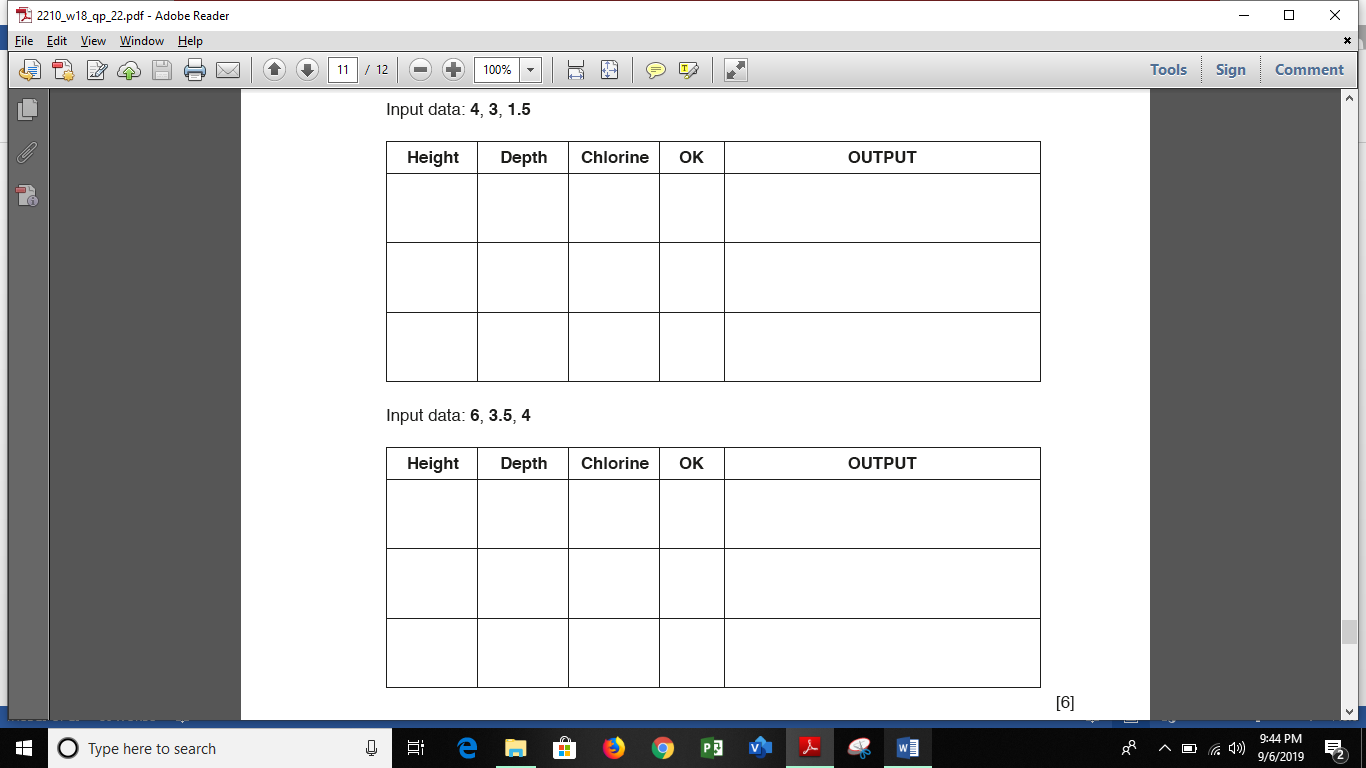 2210_w18_qp_22.pdf - Adobe Reader
File Edit View Window Help
11 / 12 100% Tools Sign Comment
Input data: 4, 3, 1.5
Height Depth Chlorine OK OUTPUT
Input data: 6, 3.5, 4
Height Depth Chlorine OK OUTPUT
[6]
Type here to search
9:44 PM
9/6/2019
2